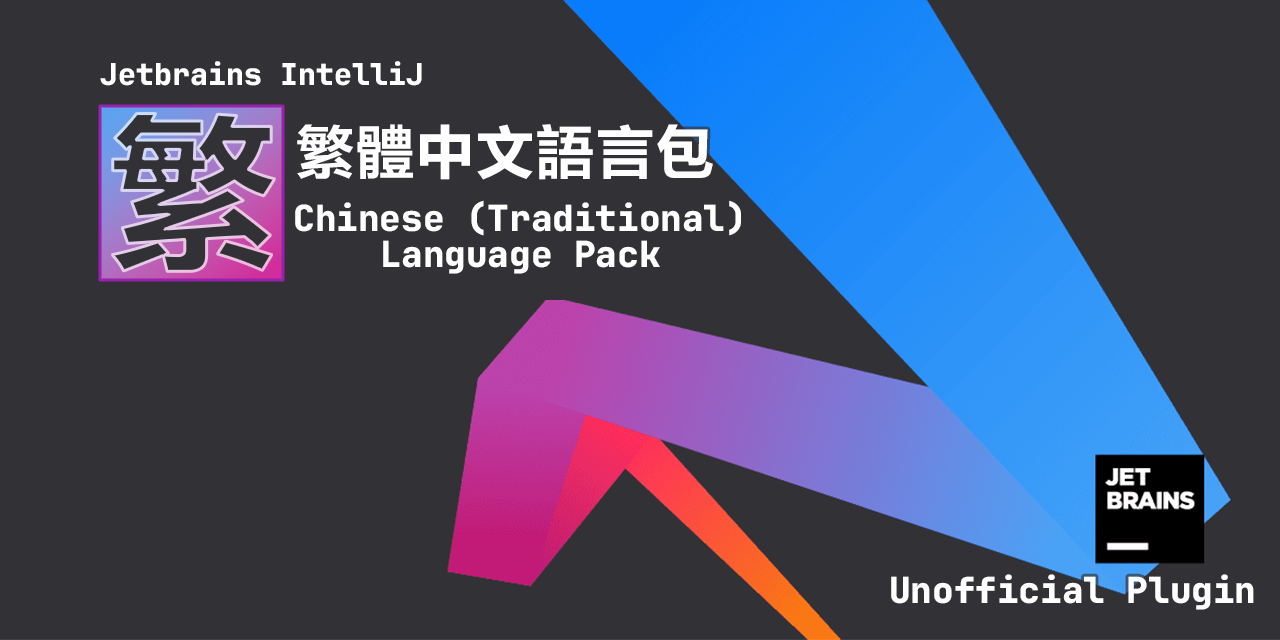 Jetbrains IntelliJ
繁
繁體中文語言包
Chinese (Traditional)
Language Pack
JET
BRAINS
Unofficial Plugin